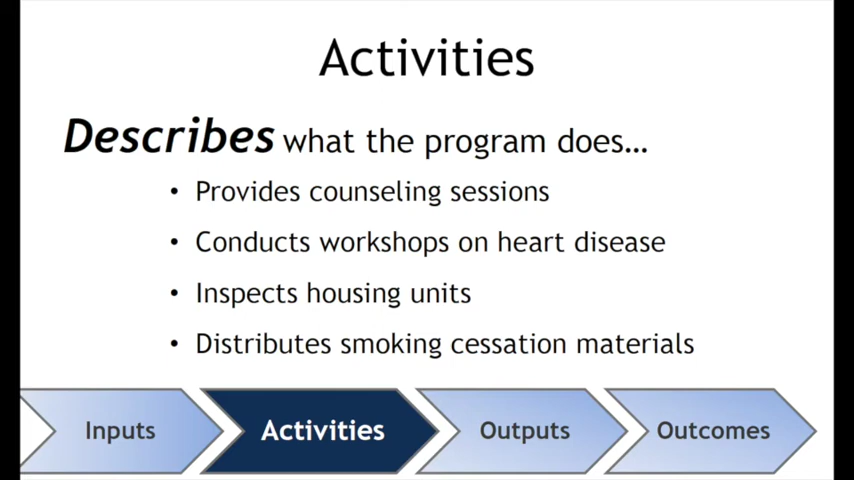 Activities
Describes what the program does…
• Provides counseling sessions
• Conducts workshops on heart disease
• Inspects housing units
• Distributes smoking cessation materials
Inputs Activities Outputs Outcomes